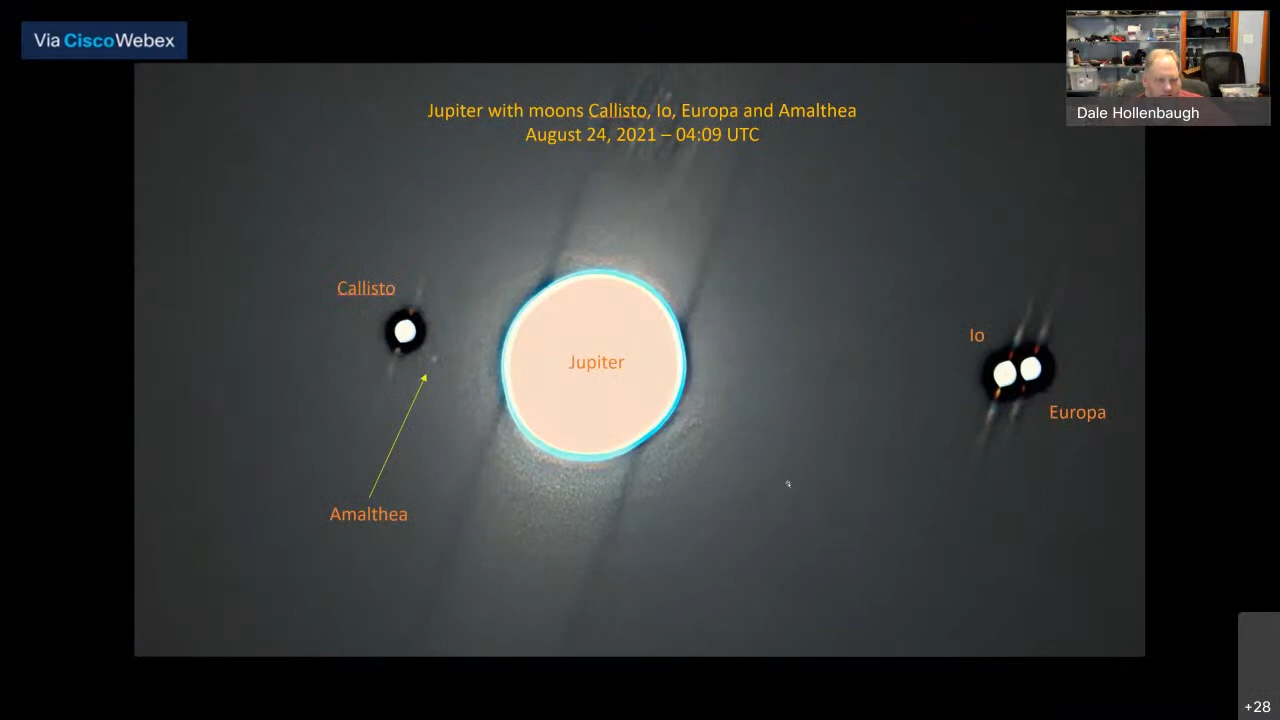 Via CiscoWebex
Dale Hollenbaugh
Jupiter with moons Callisto, Io, Europa and Amalthea
August 24, 2021 – 04:09 UTC
Callisto
Io
Jupiter
Europa
Amalthea
+28